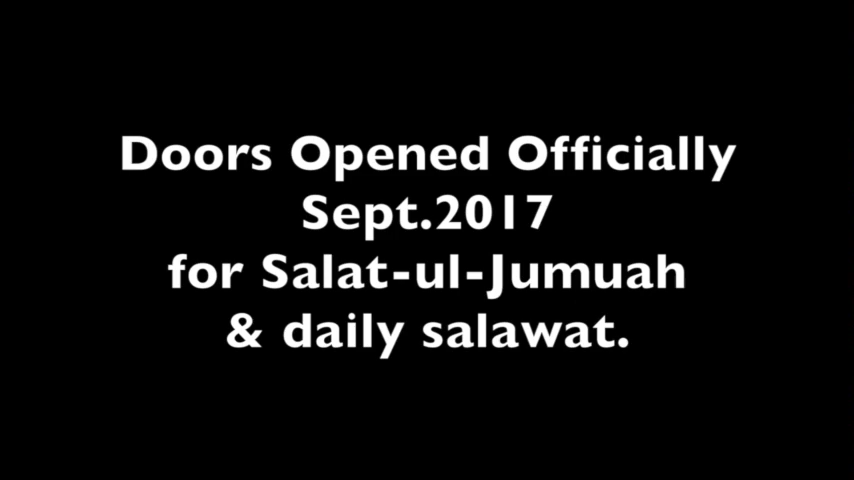 Doors Opened Officially
Sept.2017
for Salat-ul-Jumuah
& daily salawat.